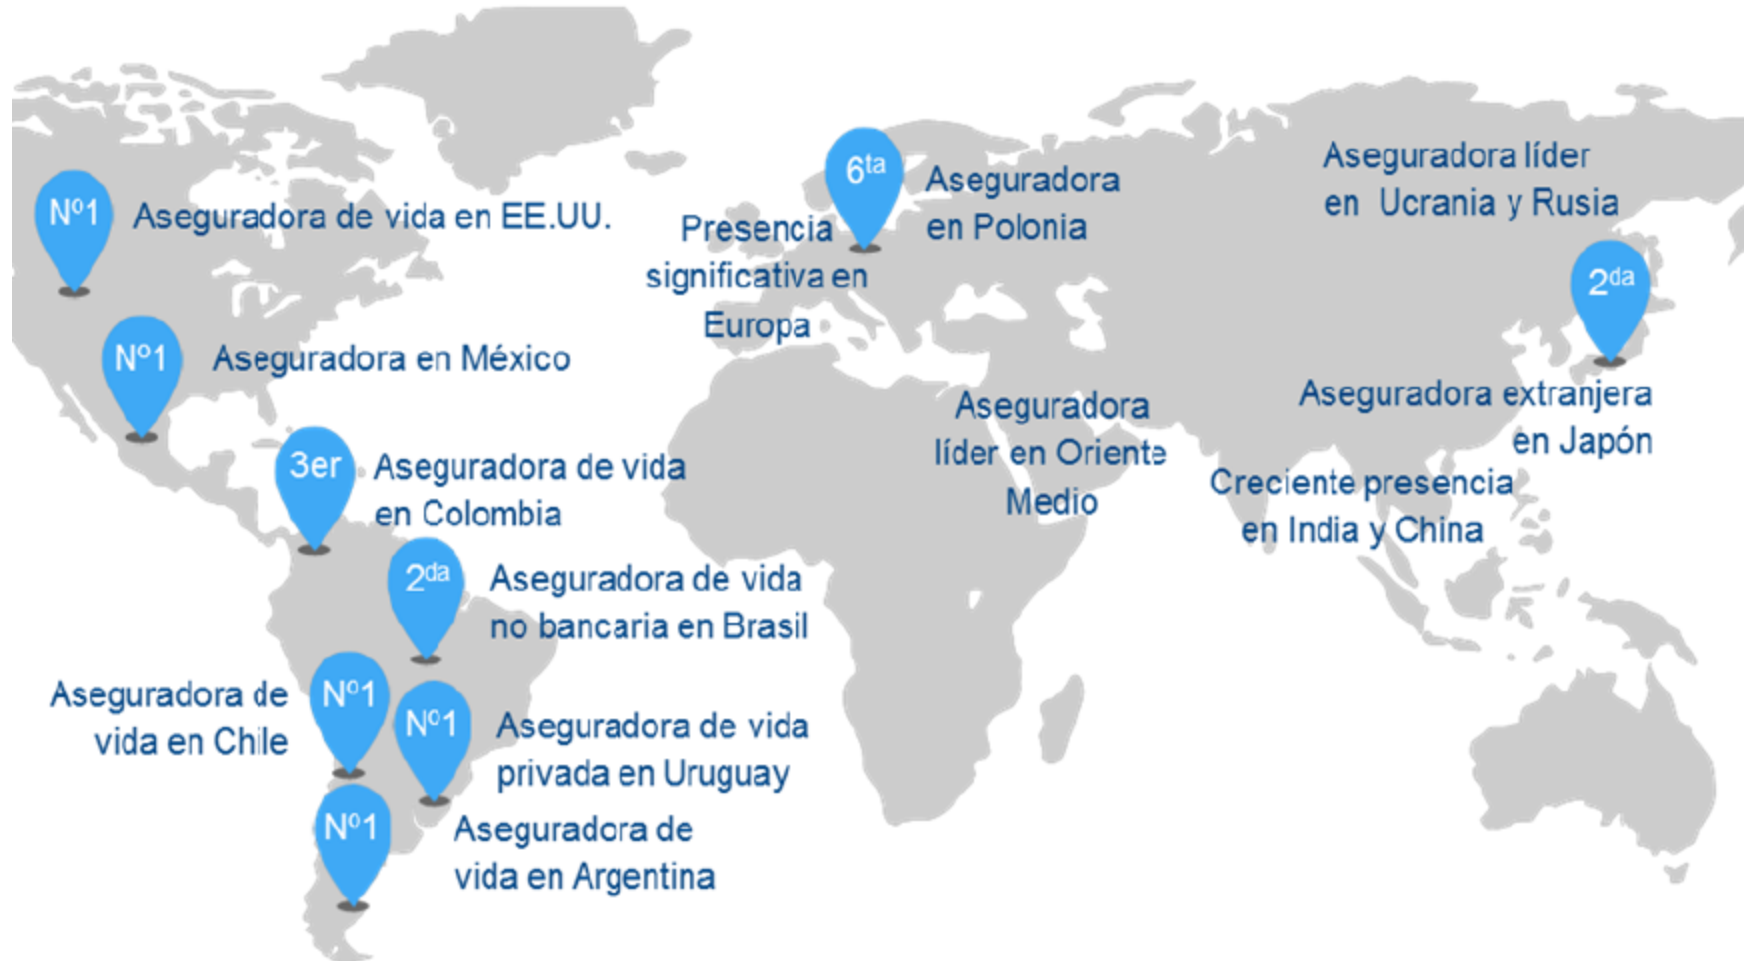 Nº1
Aseguradora de vida en EE.UU.
Nº1
Aseguradora en México
3er
Aseguradora de vida
en Colombia
2da
Aseguradora de vida
no bancaria en Brasil
Nº1
Aseguradora de
vida en Chile
Nº1
Aseguradora de vida
privada en Uruguay
Nº1
Aseguradora de
vida en Argentina
6ta
Aseguradora
en Polonia
Presencia
significativa en
Europa
Aseguradora líder
en Ucrania y Rusia
2da
Aseguradora extranjera
en Japón
Aseguradora
líder en Oriente
Medio
Creciente presencia
en India y China